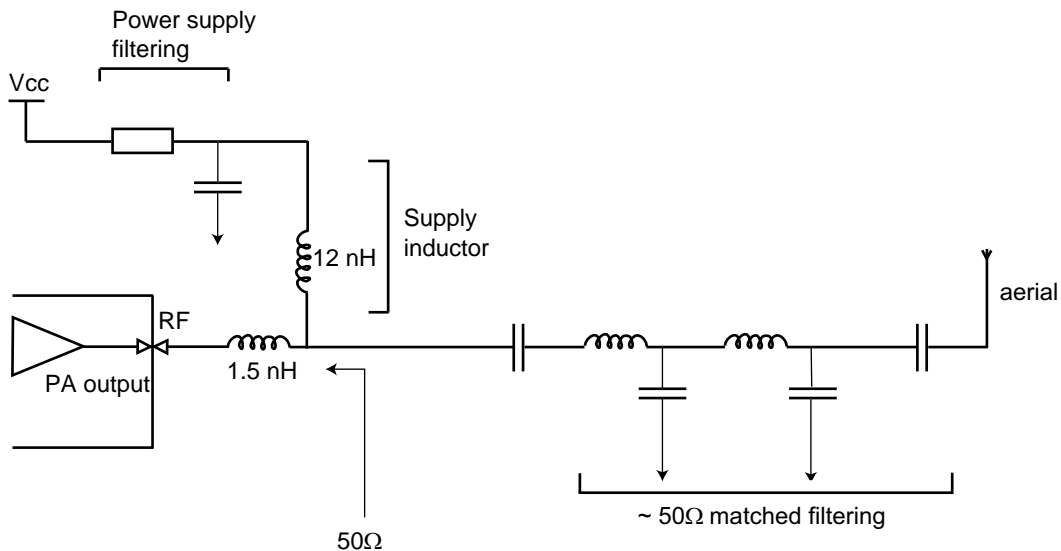 Power supply
filtering
Vcc
Supply
inductor
12 nH
aerial
RF
PA output
1.5 nH
50Ω
~ 50Ω matched filtering